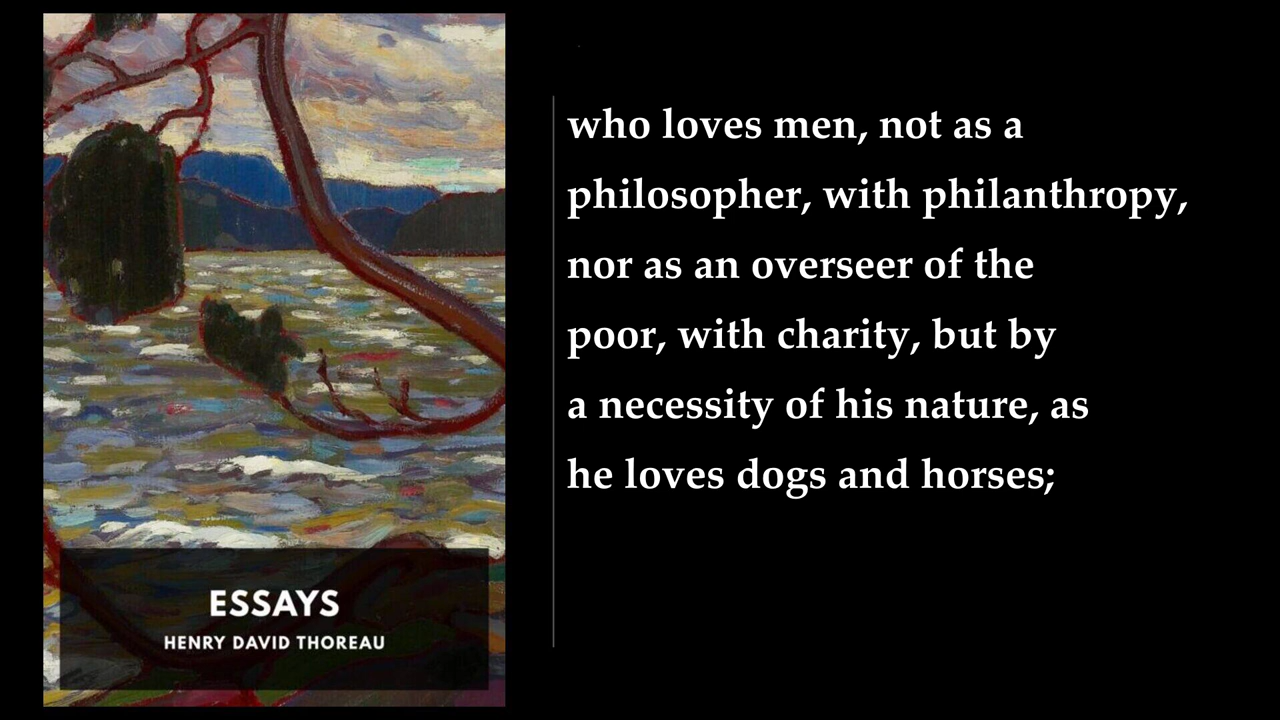 ESSAYS
HENRY DAVID THOREAU
who loves men, not as a
philosopher, with philanthropy,
nor as an overseer of the
poor, with charity, but by
a necessity of his nature, as
he loves dogs and horses;